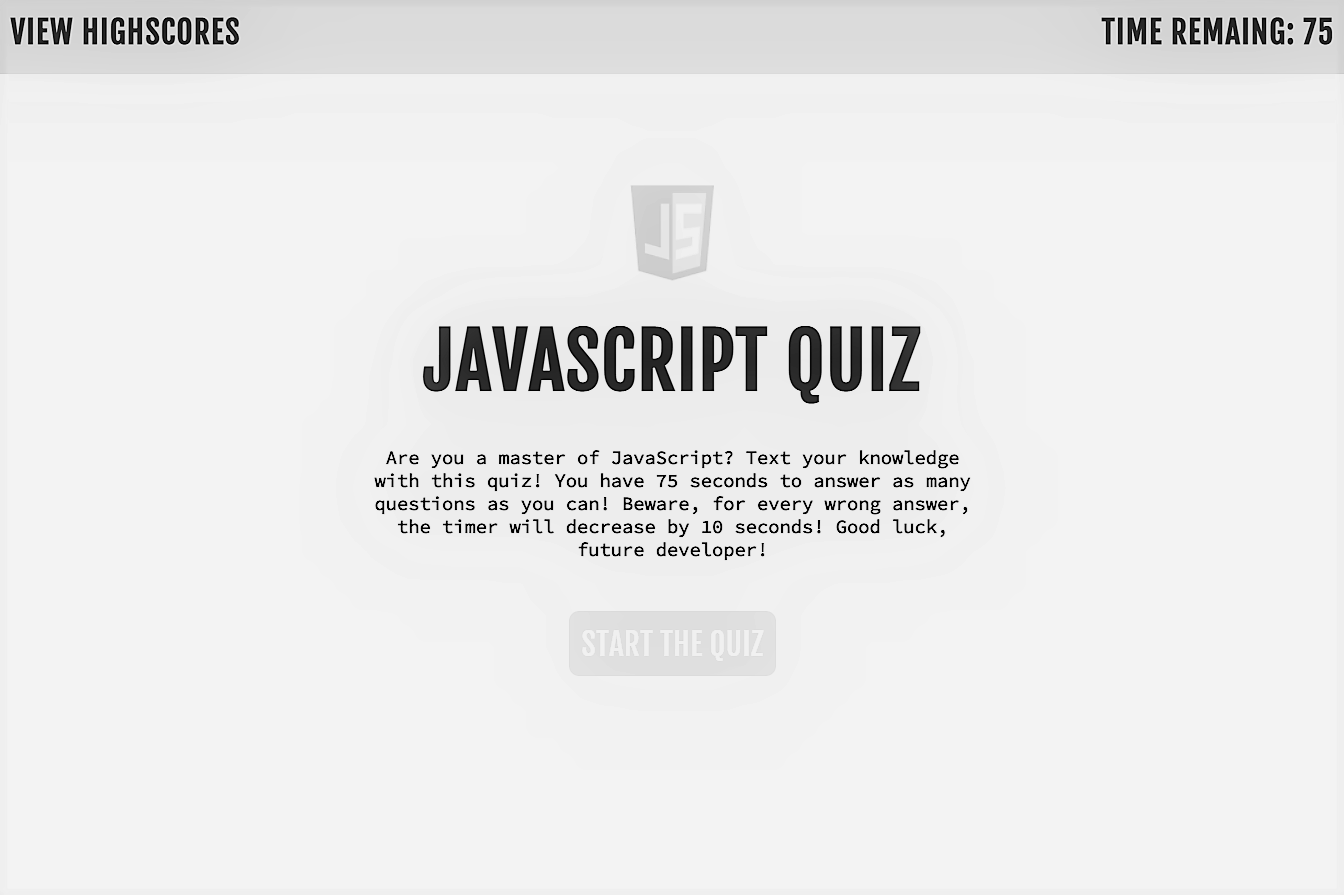 VIEW HIGHSCORES
TIME REMAING: 75
JS
JAVASCRIPT QUIZ
Are you a master of JavaScript? Text your knowledge
with this quiz! You have 75 seconds to answer as many
questions as you can! Beware, for every wrong answer,
the timer will decrease by 10 seconds! Good luck,
future developer!
START THE QUIZ